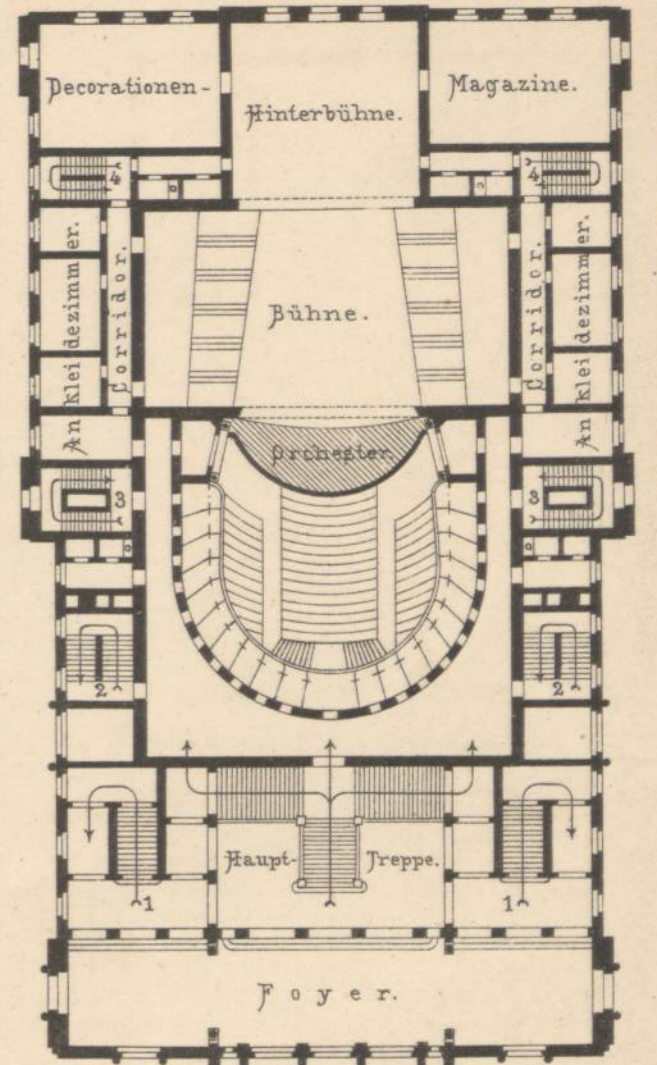 Decorationen-
Hinterbühne.
Magazine.
4
4
Ankleidezimmer.
Corridor.
Bühne.
Corridor.
Ankleidezimmer.
Orchester.
3
3
2
2
Haupt-
Treppe.
1
1
Foyer.